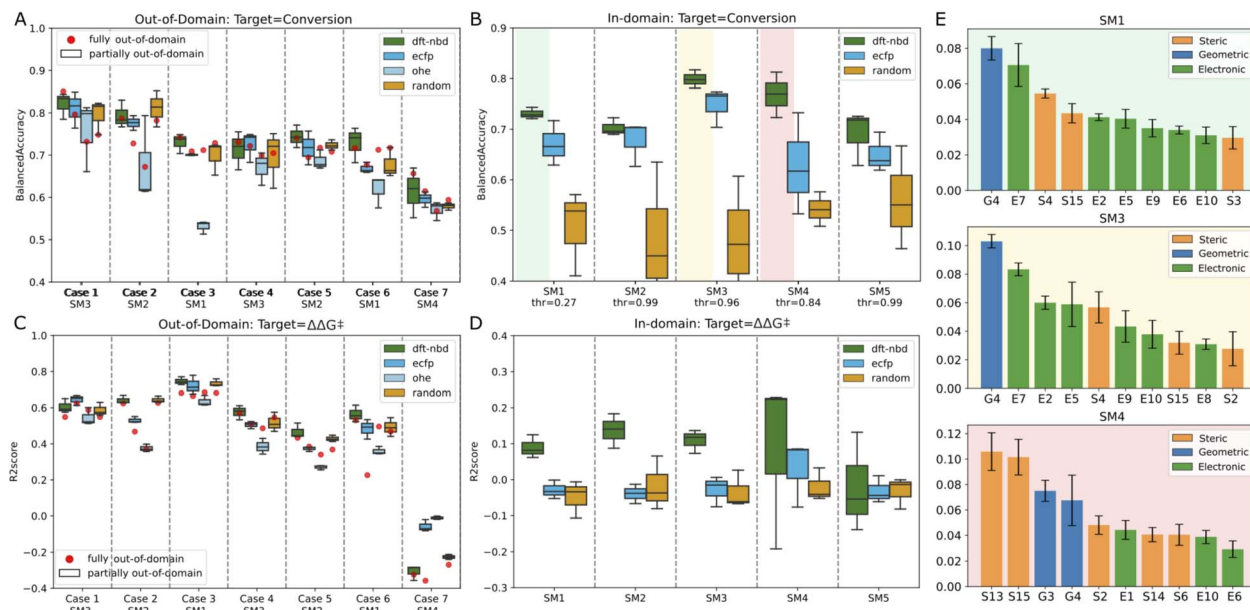 A
Out-of-Domain: Target=Conversion
1.0
0.9
0.8
0.7
0.6
0.5
0.4
BalancedAccuracy
fully out-of-domain
partially out-of-domain
dft-nbd
ecfp
ohe
random
Case 1 Case 2 Case 3 Case 4 Case 5 Case 6 Case 7
SM3 SM2 SM1 SM3 SM2 SM1 SM4
B
In-domain: Target=Conversion
1.0
0.9
0.8
0.7
0.6
0.5
0.4
BalancedAccuracy
dft-nbd
ecfp
random
SM1 SM2 SM3 SM4 SM5
thr=0.27 thr=0.99 thr=0.96 thr=0.84 thr=0.99
C
Out-of-Domain: Target=ΔΔG‡
1.0
0.8
0.6
0.4
0.2
0.0
−0.2
−0.4
R2score
dft-nbd
ecfp
ohe
random
fully out-of-domain
partially out-of-domain
Case 1 Case 2 Case 3 Case 4 Case 5 Case 6 Case 7
SM3 SM2 SM1 SM3 SM2 SM1 SM4
D
In-domain: Target=ΔΔG‡
0.4
0.3
0.2
0.1
0.0
−0.1
−0.2
−0.3
R2score
dft-nbd
ecfp
random
SM1 SM2 SM3 SM4 SM5
E
SM1
Steric
Geometric
Electronic
0.08
0.06
0.04
0.02
0.00
G4 E7 S4 S15 E2 E5 E9 E6 E10 S3
SM3
Steric
Geometric
Electronic
0.10
0.08
0.06
0.04
0.02
0.00
G4 E7 E2 E5 S4 E9 E10 S15 E8 S2
SM4
Steric
Geometric
Electronic
0.12
0.10
0.08
0.06
0.04
0.02
0.00
S13 S15 G3 G4 S2 E1 S14 S6 E10 E6